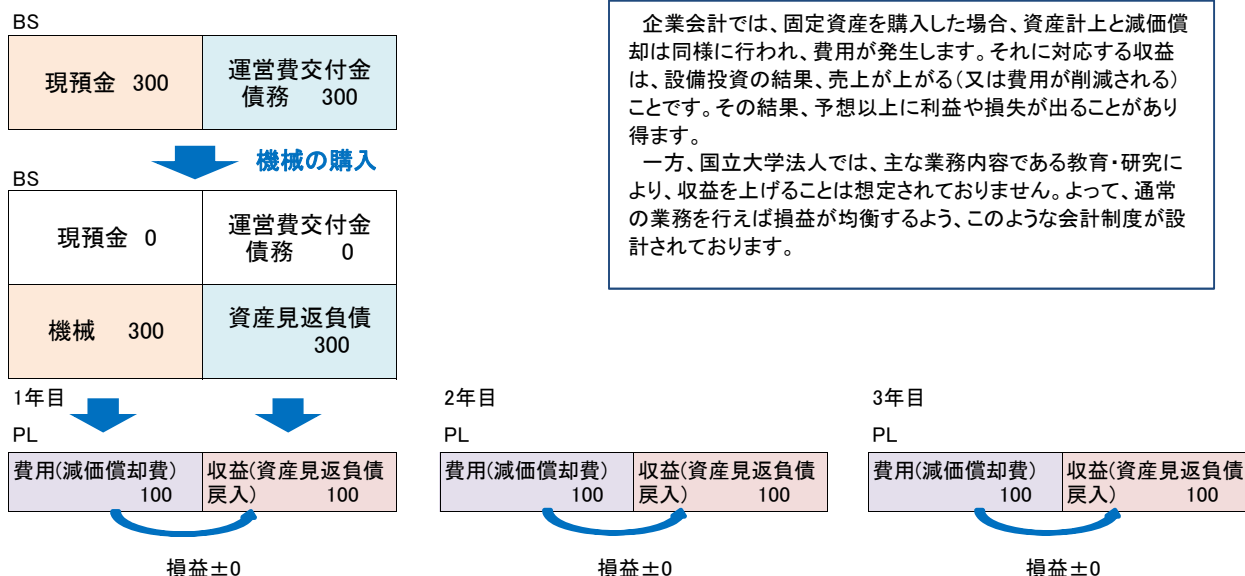 BS
現預金 300
運営費交付金
債務 300
機械の購入
BS
現預金 0
運営費交付金
債務 0
機械 300
資産見返負債
300
企業会計では、固定資産を購入した場合、資産計上と減価償
却は同様に行われ、費用が発生します。それに対応する収益
は、設備投資の結果、売上が上がる(又は費用が削減される)
ことです。その結果、予想以上に利益や損失が出ることがあり
得ます。
一方、国立大学法人では、主な業務内容である教育・研究に
より、収益を上げることは想定されておりません。よって、通常
の業務を行えば損益が均衡するよう、このような会計制度が設
計されております。
1年目
PL
費用(減価償却費)
100
収益(資産見返負債
戻入) 100
損益±0
2年目
PL
費用(減価償却費)
100
収益(資産見返負債
戻入) 100
損益±0
3年目
PL
費用(減価償却費)
100
収益(資産見返負債
戻入) 100
損益±0